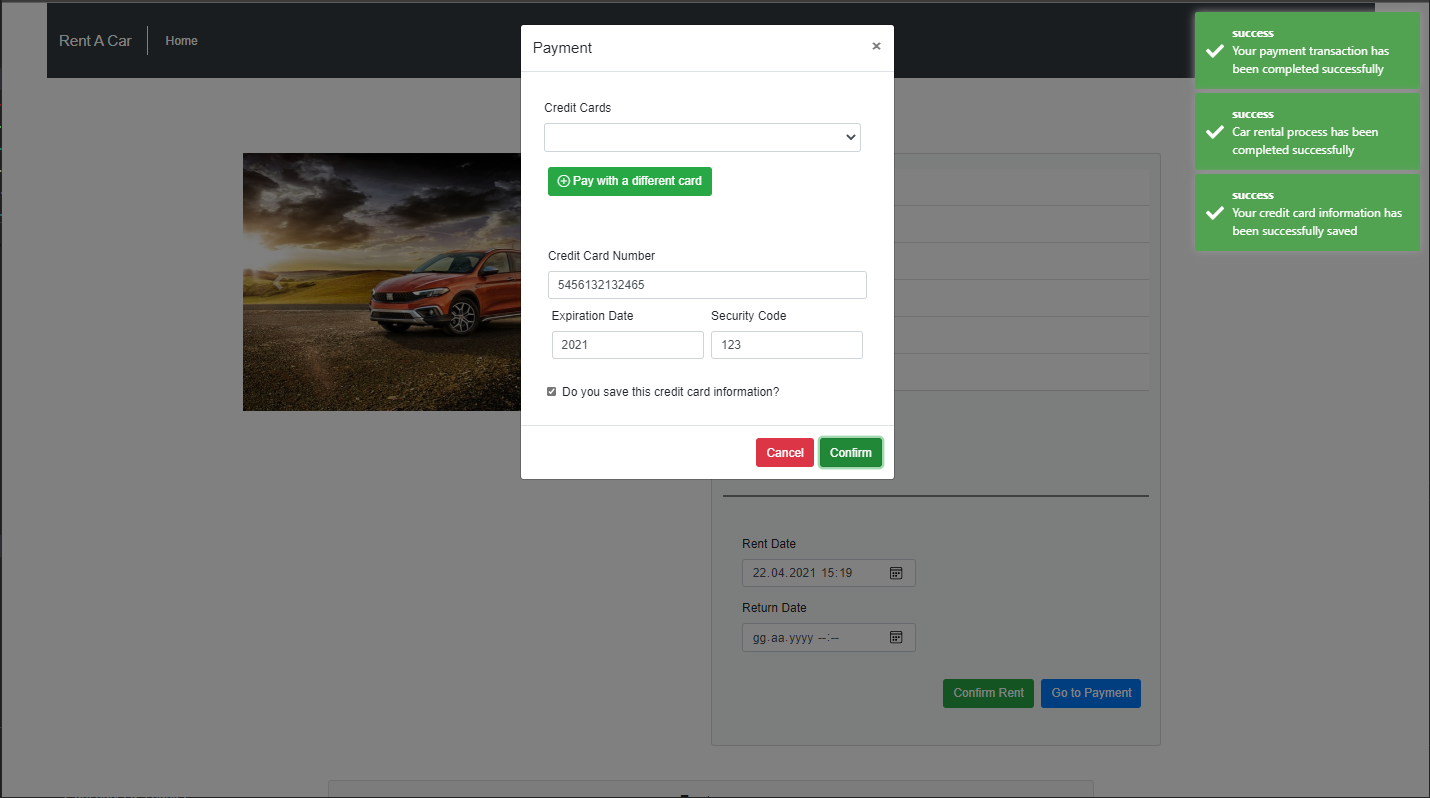 Rent A Car
Home
Payment
×
Credit Cards
Pay with a different card
Credit Card Number
5456132132465
Expiration Date
Security Code
2021
123
Do you save this credit card information?
Cancel
Confirm
success
Your payment transaction has
been completed successfully
success
Car rental process has been
completed successfully
success
Your credit card information has
been successfully saved
Rent Date
22.04.2021 15:19
Return Date
gg.aa.yyyy --:--
Confirm Rent
Go to Payment